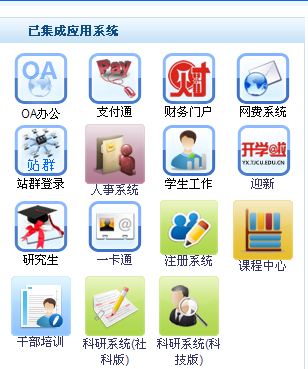 已集成应用系统
OA
Pay
财付
OA办公
支付通
财务门户
网费系统
站群
开学@啦
YX.TJCU.EDU.CN
站群登录
人事系统
学生工作
迎新
@
研究生
一卡通
注册系统
课程中心
干部培训
科研系统(社
科版)
科研系统(科
技版)